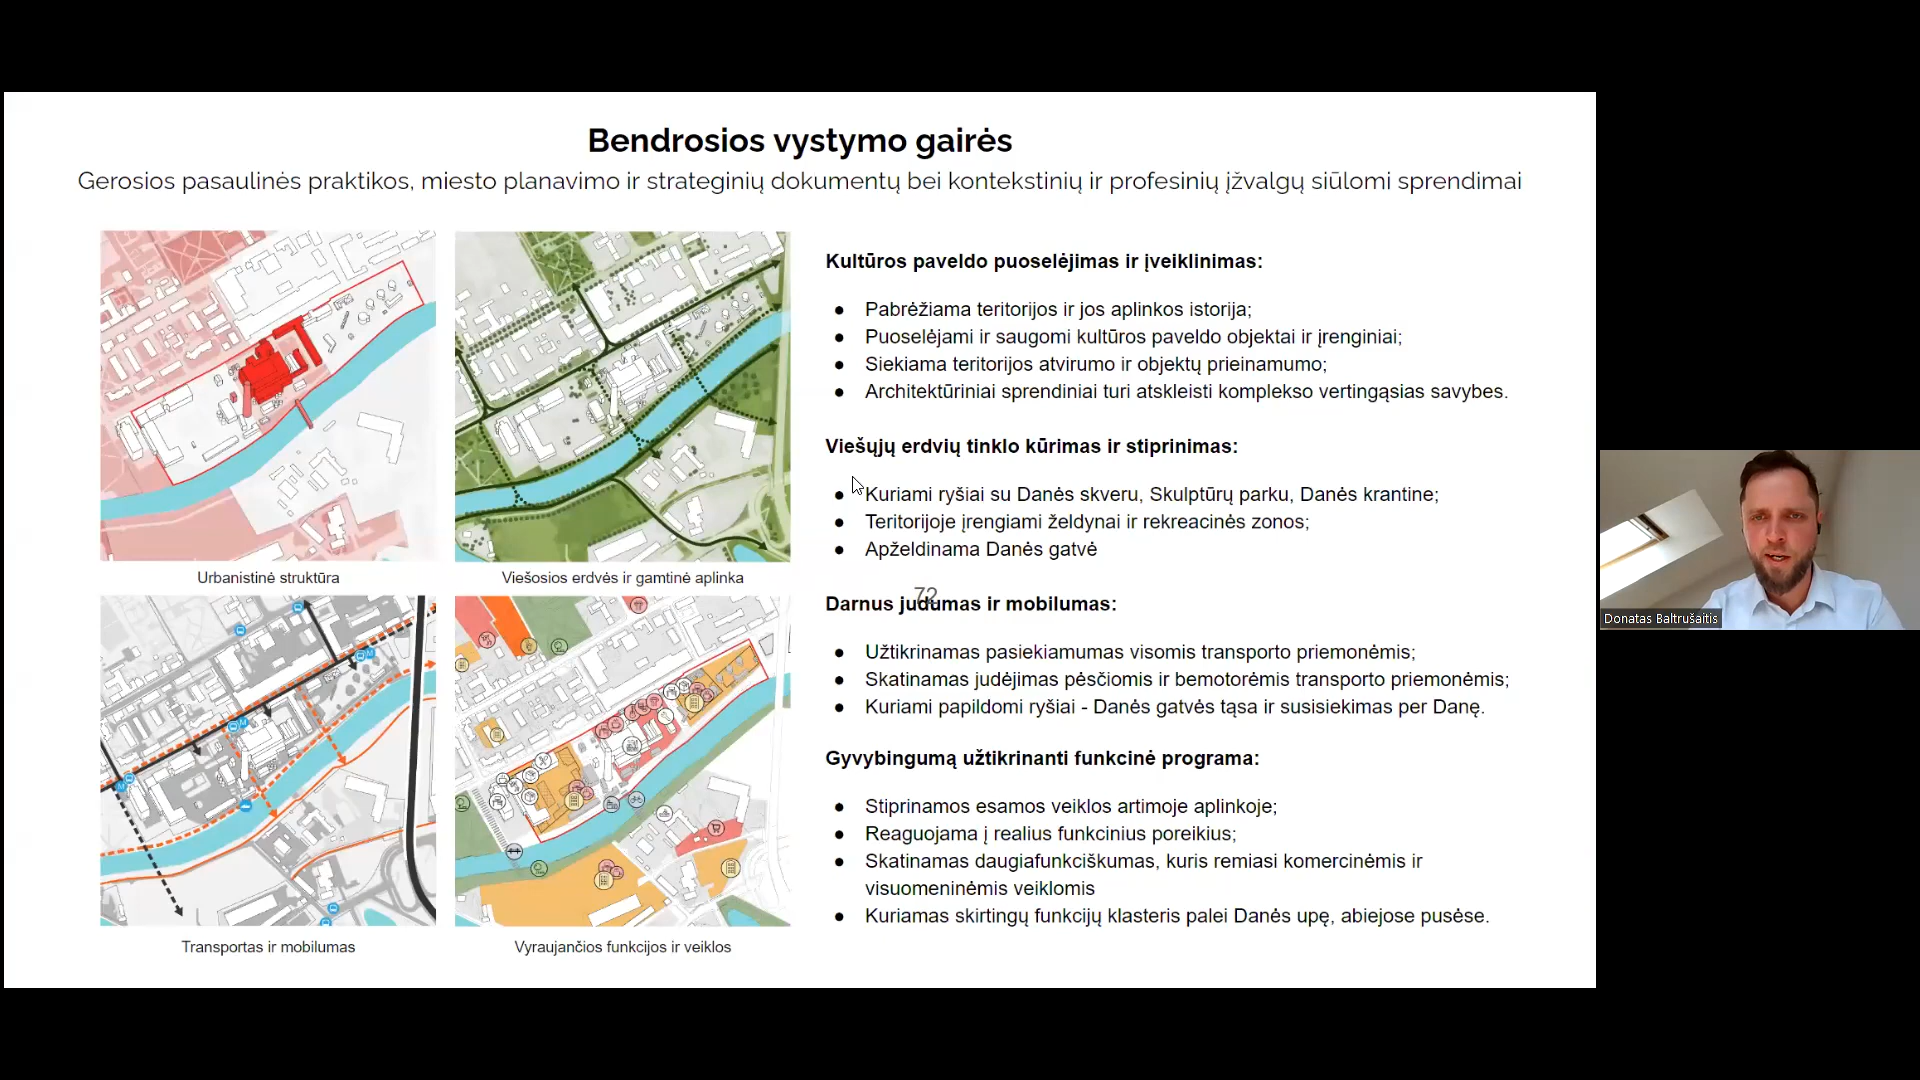 Bendrosios vystymo gairės
Gerosios pasaulinės praktikos, miesto planavimo ir strateginių dokumentų bei kontekstinių ir profesinių įžvalgų siūlomi sprendimai
Urbanistinė struktūra
Viešosios erdvės ir gamtinė aplinka
Transportas ir mobilumas
Vyraujančios funkcijos ir veiklos
Kultūros paveldo puoselėjimas ir įveiklinimas:
● Pabrėžiama teritorijos ir jos aplinkos istorija;
● Puoselėjami ir saugomi kultūros paveldo objektai ir įrenginiai;
● Siekiama teritorijos atvirumo ir objektų prieinamumo;
● Architektūriniai sprendiniai turi atskleisti komplekso vertingąsias savybes.
Viešųjų erdvių tinklo kūrimas ir stiprinimas:
● Kuriami ryšiai su Danės skveru, Skulptūrų parku, Danės krantine;
● Teritorijoje įrengiami želdynai ir rekreacinės zonos;
● Apželdinama Danės gatvė
72
Darnus judumas ir mobilumas:
● Užtikrinamas pasiekiamumas visomis transporto priemonėmis;
● Skatinamas judėjimas pėsčiomis ir bemotorėmis transporto priemonėmis;
● Kuriami papildomi ryšiai - Danės gatvės tąsa ir susisiekimas per Danę.
Gyvybingumą užtikrinanti funkcinė programa:
● Stiprinamos esamos veiklos artimoje aplinkoje;
● Reaguojama į realius funkcinius poreikius;
● Skatinamas daugiafunkciškumas, kuris remiasi komercinėmis ir
visuomeninėmis veiklomis
● Kuriamas skirtingų funkcijų klasteris palei Danės upę, abiejose pusėse.
Donatas Baltrušaitis